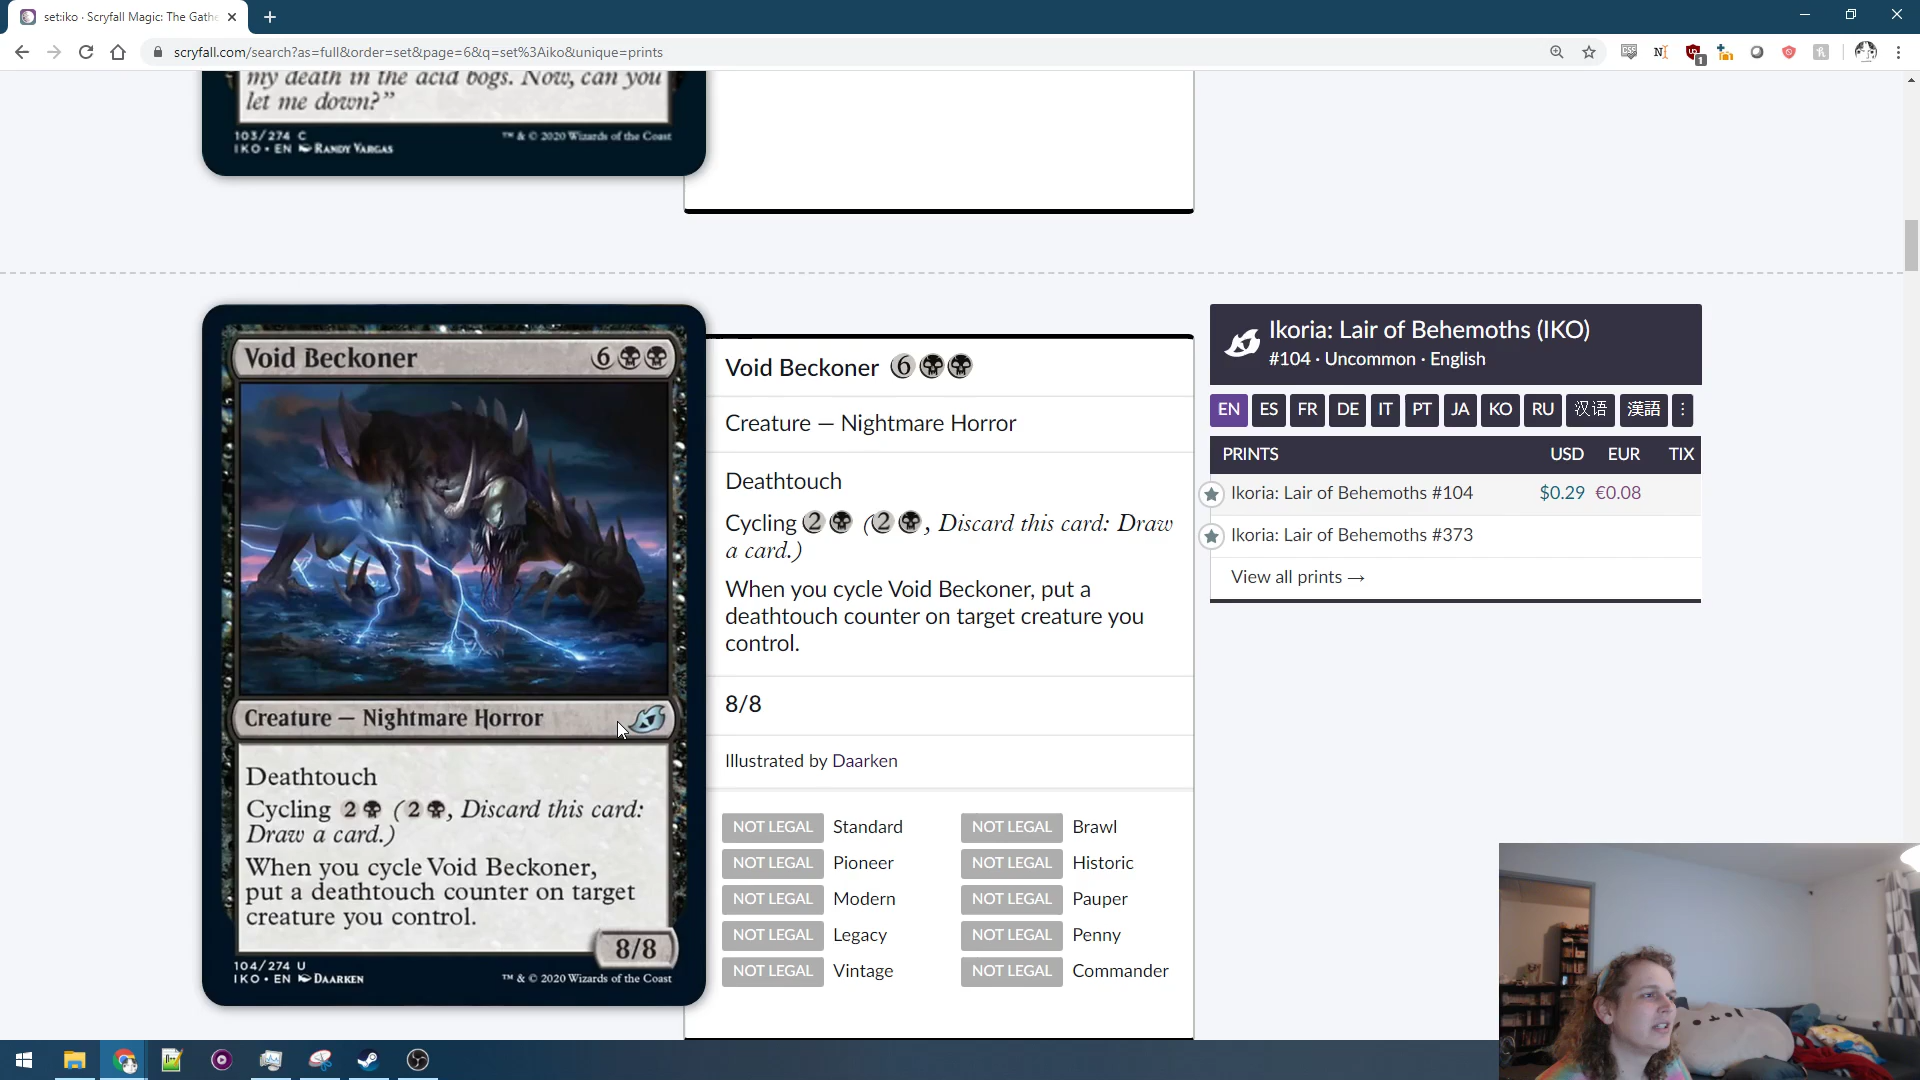 set:iko · Scryfall Magic: The Gathe
scryfall.com/search?as=full&order=set&page=6&q=set%3Aiko&unique=prints
my death in the acid bogs. Now, can you
let me down?"
103/274 C
IKO • EN RANDY VARGAS
™ & © 2020 Wizards of the Coast
Void Beckoner 6
Creature — Nightmare Horror
Deathtouch
Cycling 2 (2, Discard this card:
Draw a card.)
When you cycle Void Beckoner,
put a deathtouch counter on target
creature you control.
8/8
104/274 U
IKO • EN DAARKEN
™ & © 2020 Wizards of the Coast
Void Beckoner 6
Creature — Nightmare Horror
Deathtouch
Cycling 2 (2, Discard this card: Draw
a card.)
When you cycle Void Beckoner, put a
deathtouch counter on target creature you
control.
8/8
Illustrated by Daarken
NOT LEGAL Standard NOT LEGAL Brawl
NOT LEGAL Pioneer NOT LEGAL Historic
NOT LEGAL Modern NOT LEGAL Pauper
NOT LEGAL Legacy NOT LEGAL Penny
NOT LEGAL Vintage NOT LEGAL Commander
Ikoria: Lair of Behemoths (IKO)
#104 · Uncommon · English
EN ES FR DE IT PT JA KO RU 汉语 漢語
PRINTS USD EUR TIX
Ikoria: Lair of Behemoths #104 $0.29 €0.08
Ikoria: Lair of Behemoths #373
View all prints →